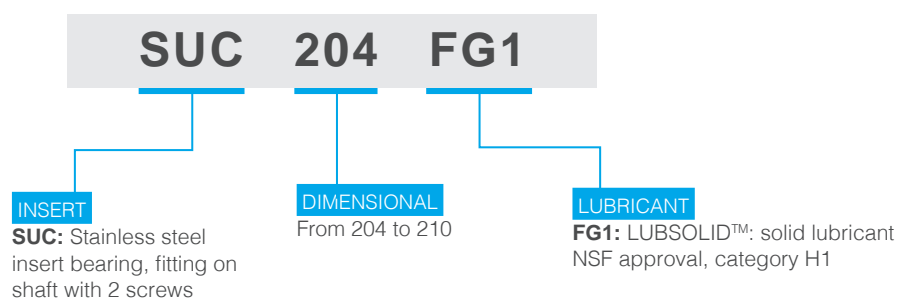 SUC 204 FG1
INSERT
SUC: Stainless steel
insert bearing, fitting on
shaft with 2 screws
DIMENSIONAL
From 204 to 210
LUBRICANT
FG1: LUBSOLID™: solid lubricant
NSF approval, category H1